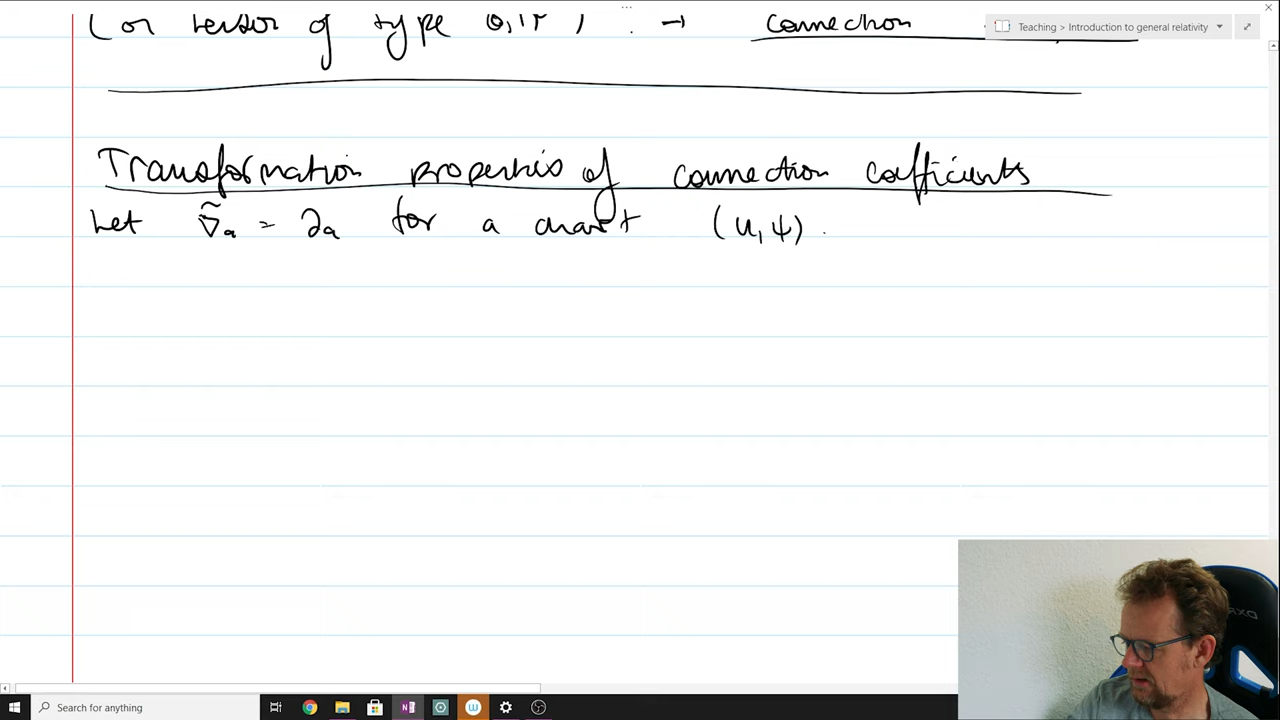 (or tensor of type (0,1)) . → connection
Teaching > Introduction to general relativity
Transformation properties of connection coefficients
Let ∇̃ₐ = ∂ₐ for a chart (U,ψ).
Search for anything